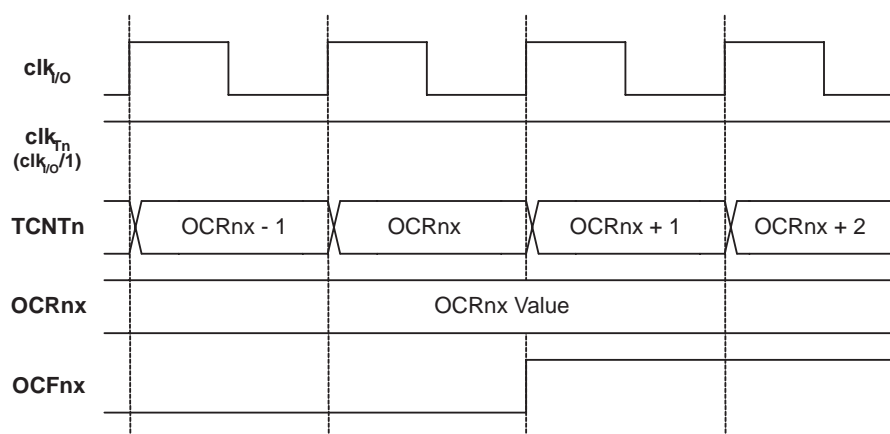 clkI/O
clkTn
(clkI/O/1)
TCNTn OCRnx - 1 OCRnx OCRnx + 1 OCRnx + 2
OCRnx OCRnx Value
OCFnx